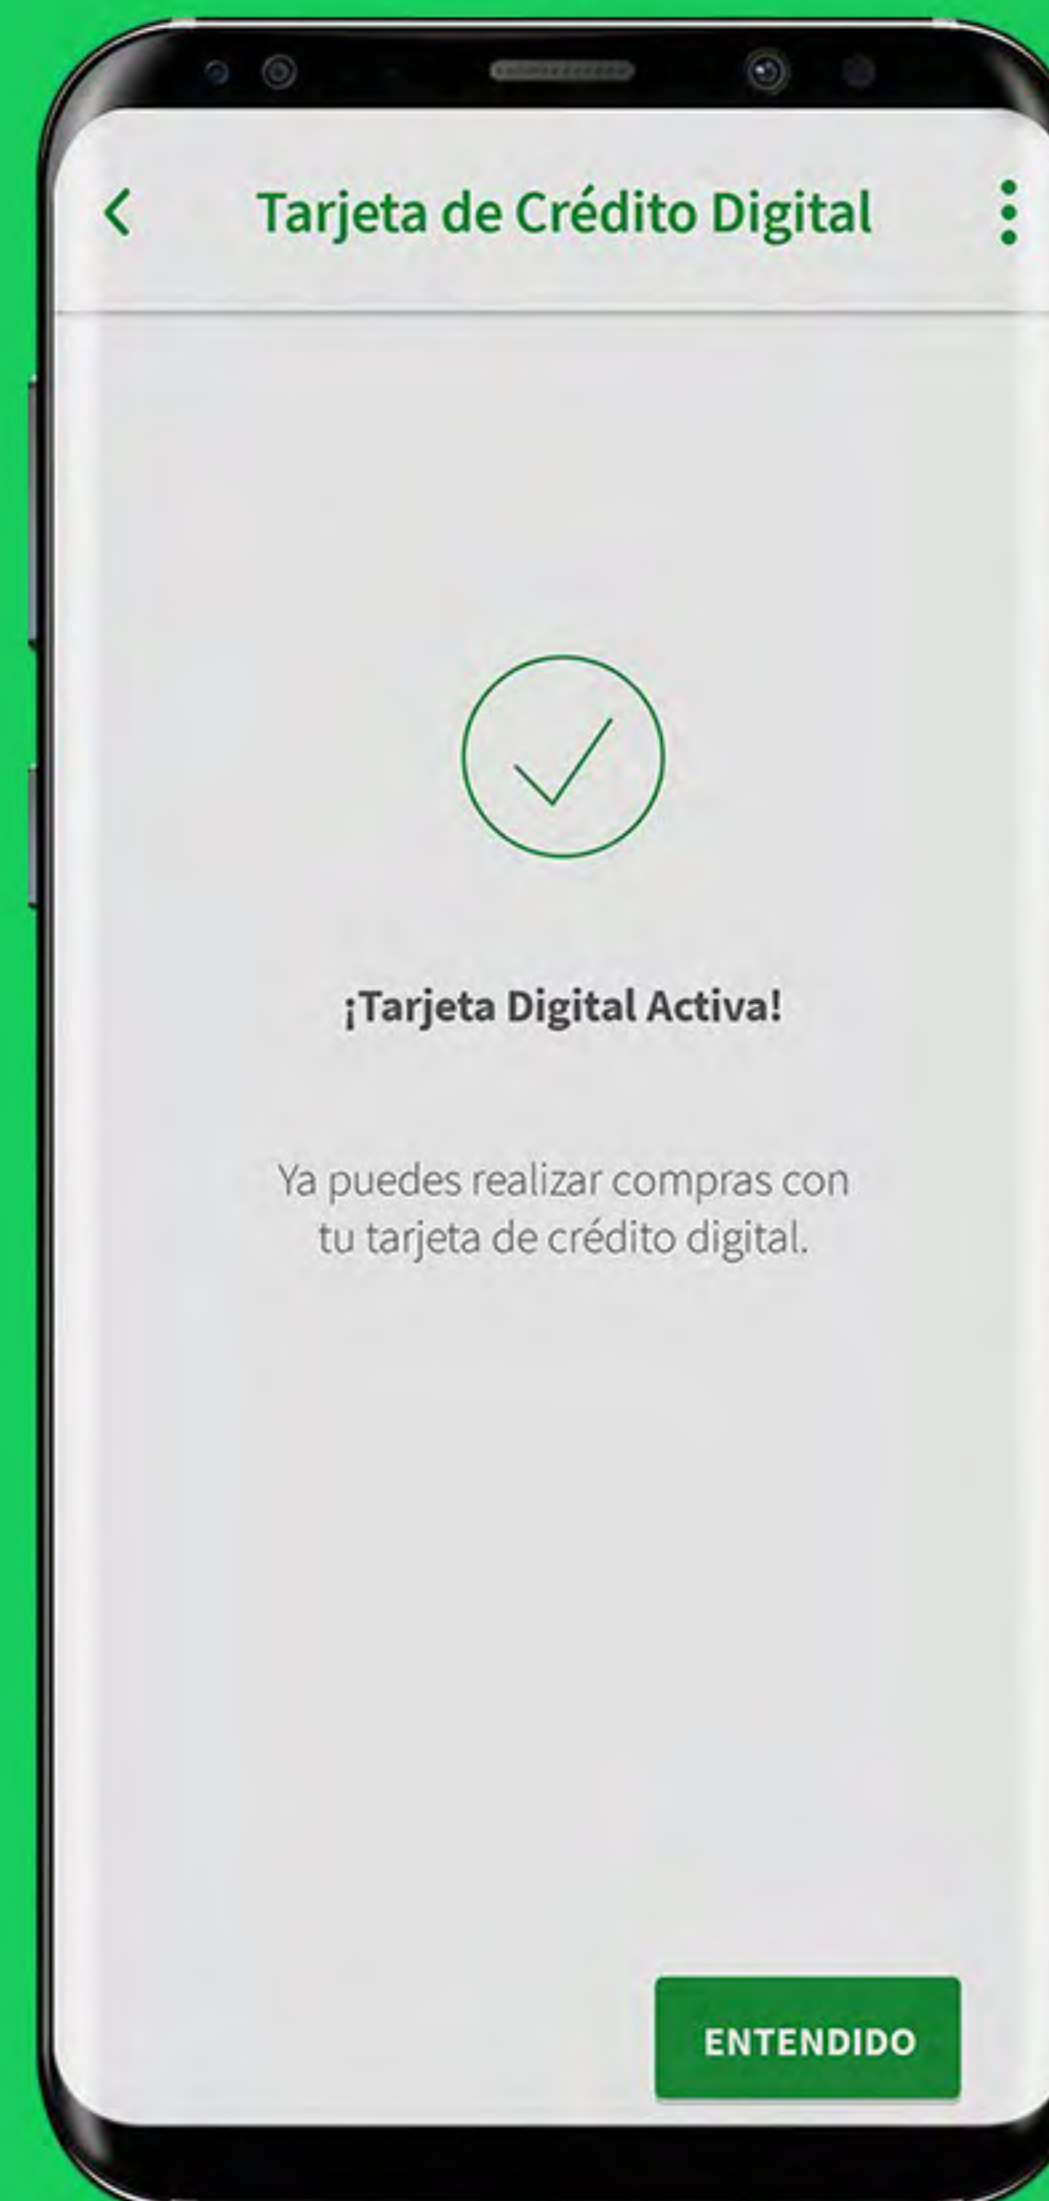 Tarjeta de Crédito Digital
¡Tarjeta Digital Activa!
Ya puedes realizar compras con
tu tarjeta de crédito digital.
ENTENDIDO